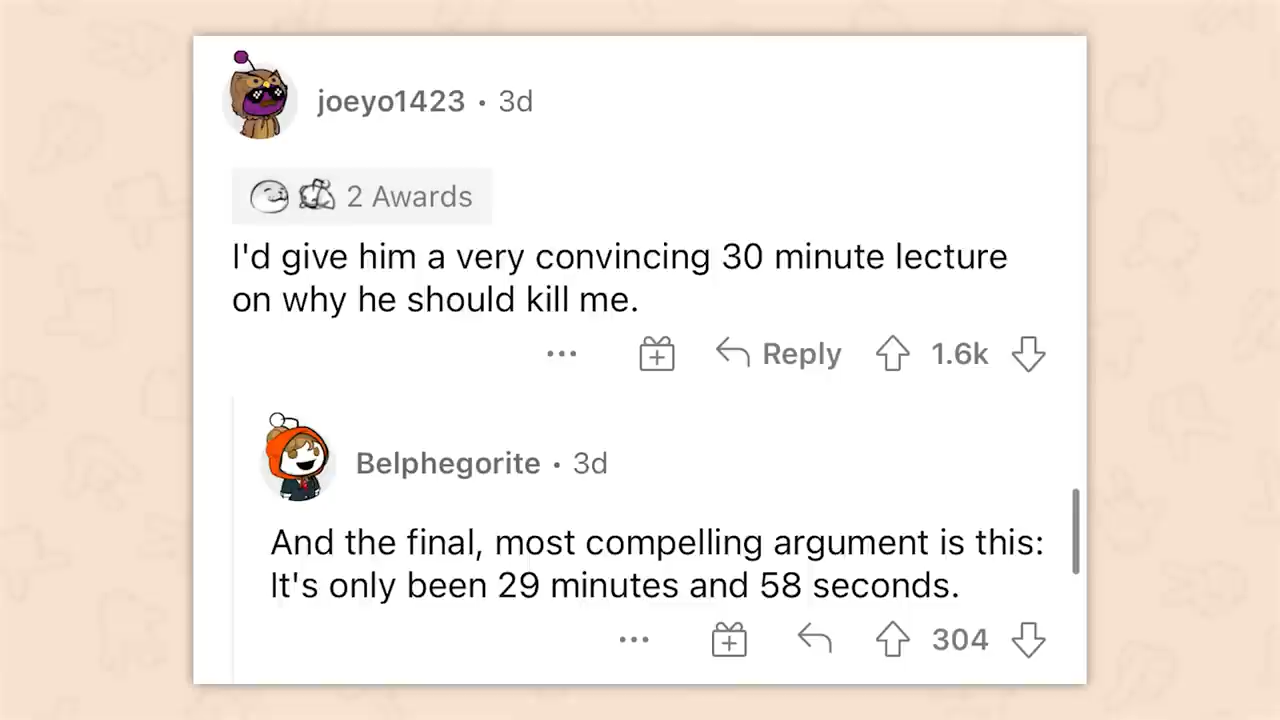 joeyo1423 · 3d
2 Awards
I'd give him a very convincing 30 minute lecture
on why he should kill me.
Reply 1.6k
Belphegorite · 3d
And the final, most compelling argument is this:
It's only been 29 minutes and 58 seconds.
304